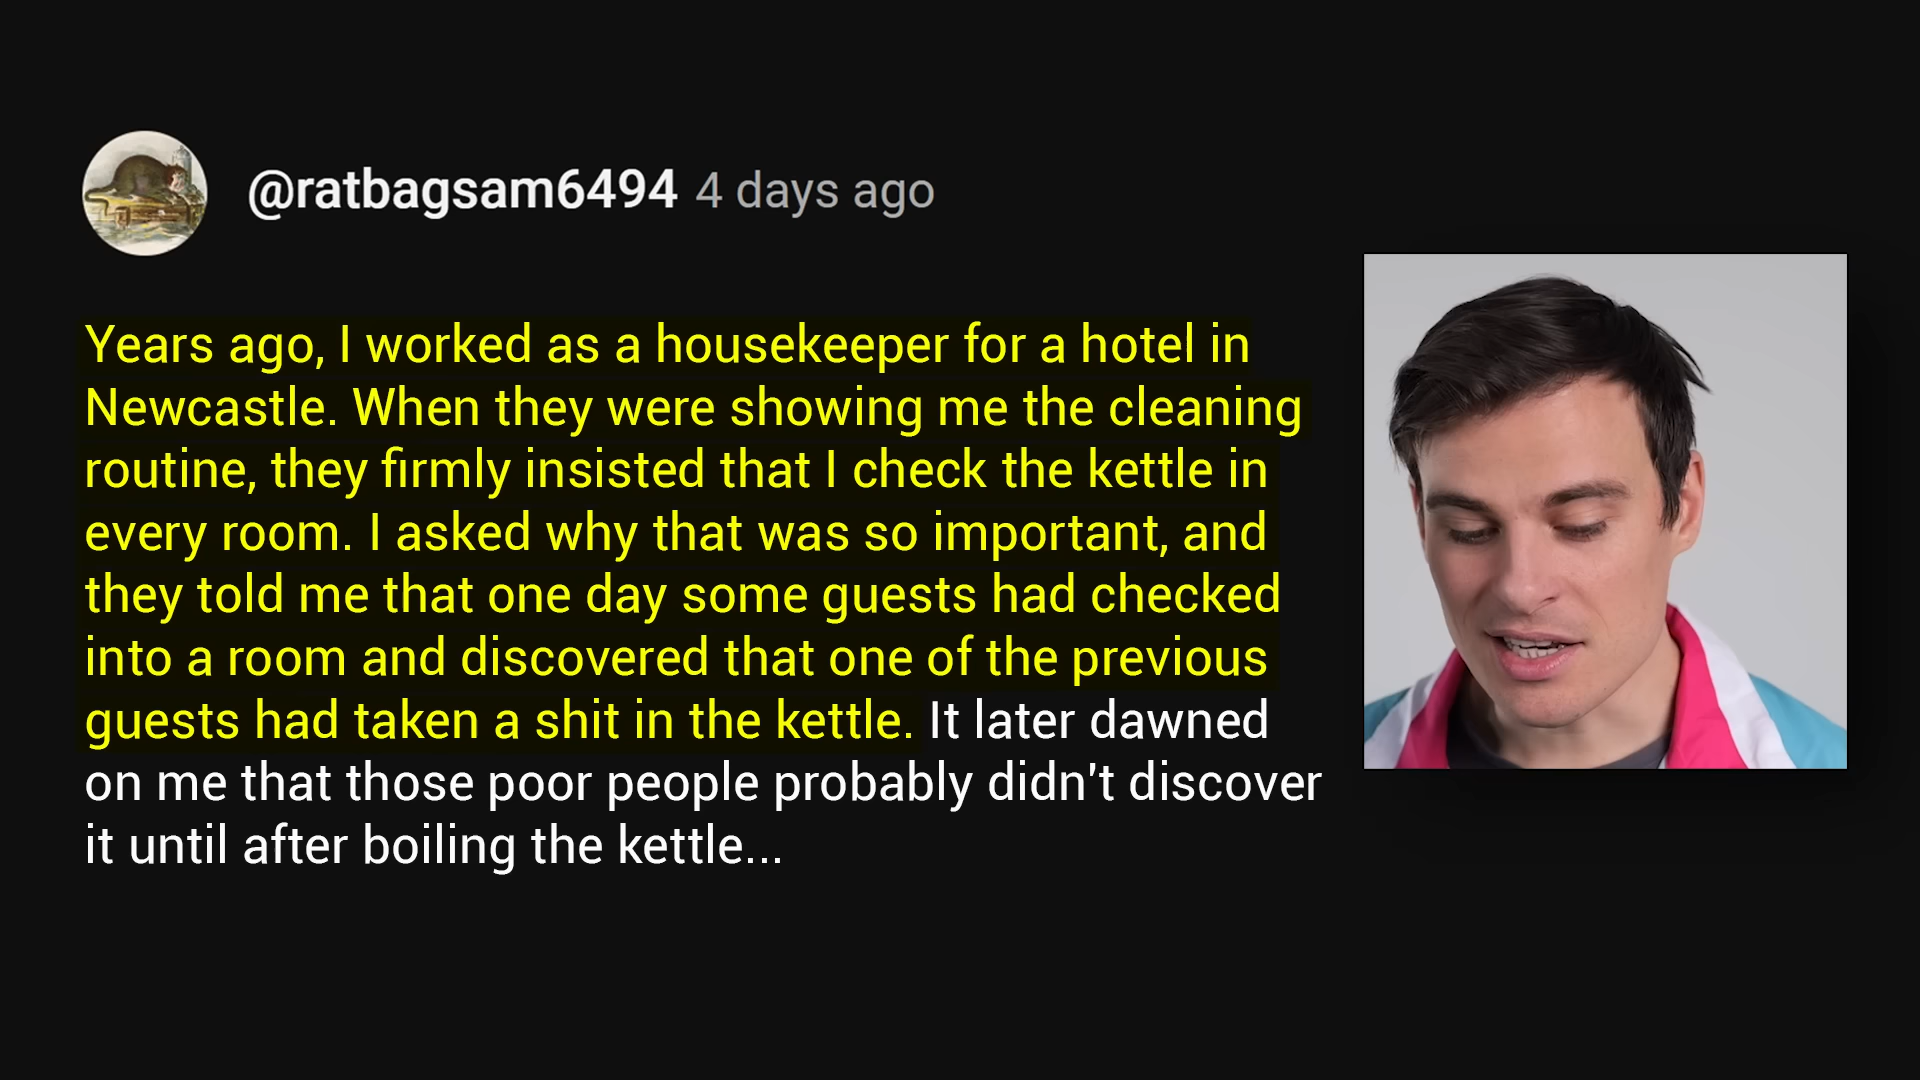 @ratbagsam6494 4 days ago
Years ago, I worked as a housekeeper for a hotel in
Newcastle. When they were showing me the cleaning
routine, they firmly insisted that I check the kettle in
every room. I asked why that was so important, and
they told me that one day some guests had checked
into a room and discovered that one of the previous
guests had taken a shit in the kettle. It later dawned
on me that those poor people probably didn't discover
it until after boiling the kettle...